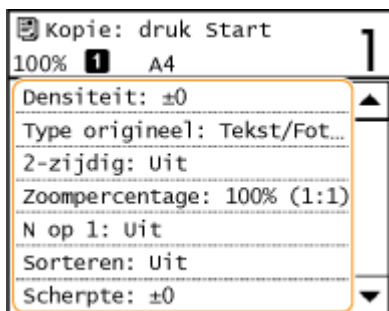 Kopie: druk Start
100% 1 A4 1
Densiteit: ±0
Type origineel: Tekst/Fot...
2-zijdig: Uit
Zoompercentage: 100% (1:1)
N op 1: Uit
Sorteren: Uit
Scherpte: ±0